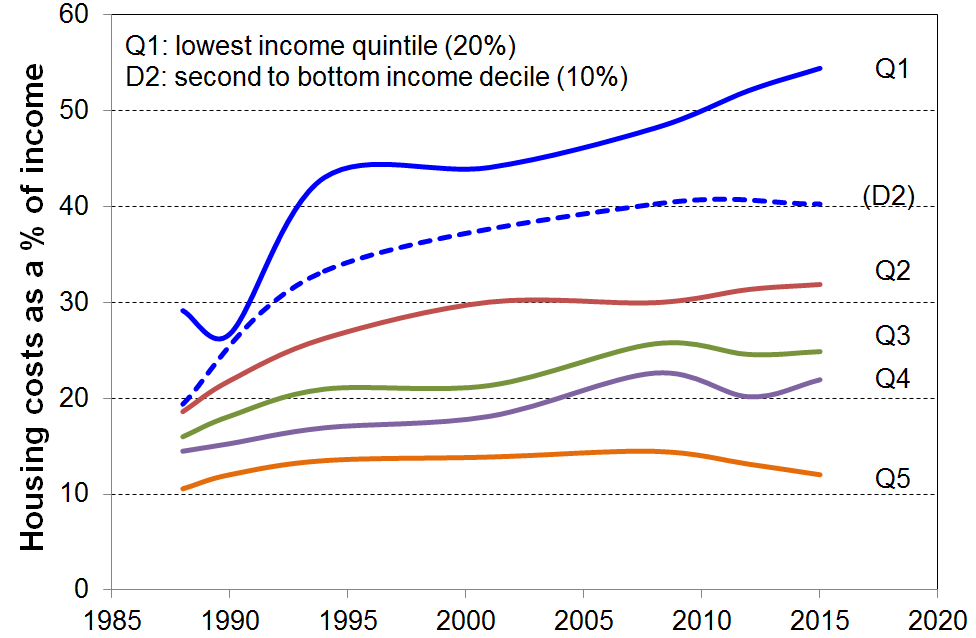 Housing costs as a % of income
60
50
40
30
20
10
0
Q1: lowest income quintile (20%)
D2: second to bottom income decile (10%)
Q1
(D2)
Q2
Q3
Q4
Q5
1985 1990 1995 2000 2005 2010 2015 2020